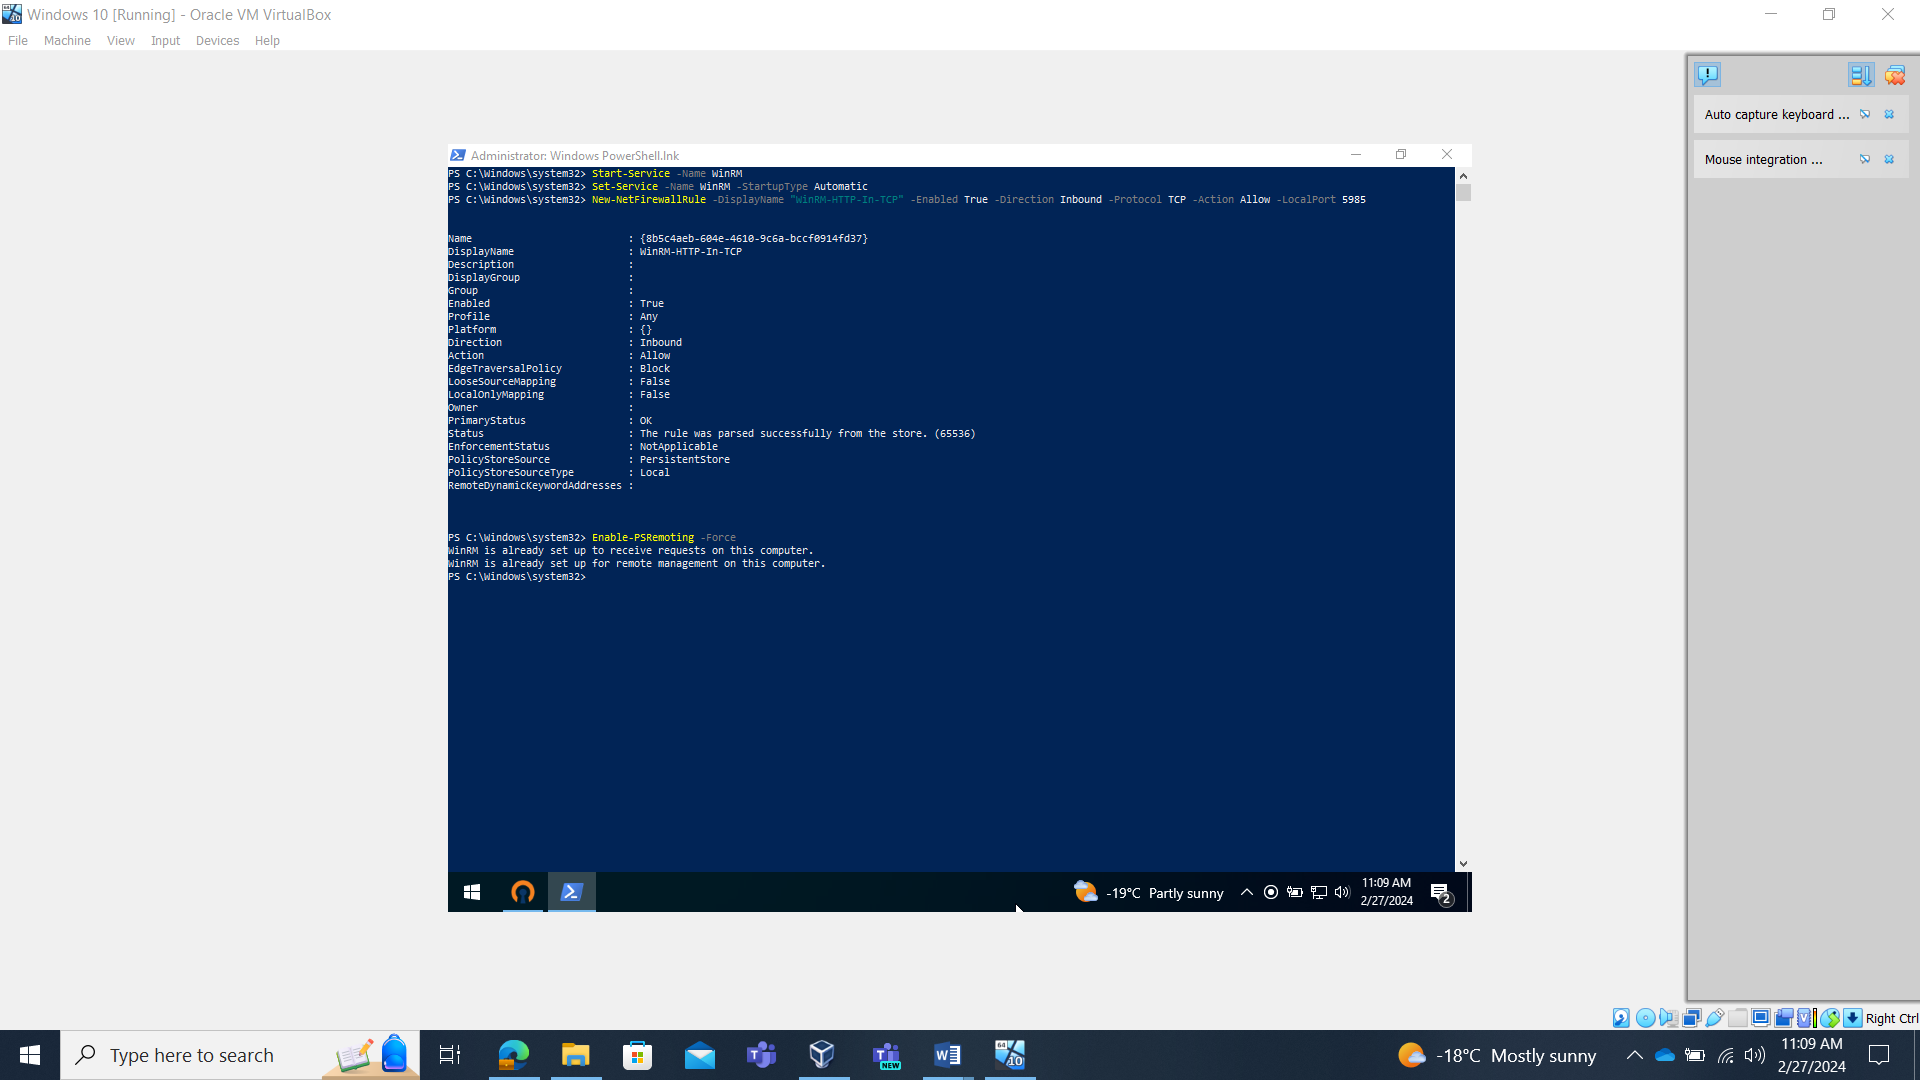 Windows 10 [Running] - Oracle VM VirtualBox
File Machine View Input Devices Help
Auto capture keyboard ...
Mouse integration ...
Administrator: Windows PowerShell.lnk
PS C:\Windows\system32> Start-Service -Name WinRM
PS C:\Windows\system32> Set-Service -Name WinRM -StartupType Automatic
PS C:\Windows\system32> New-NetFirewallRule -DisplayName "WinRM-HTTP-In-TCP" -Enabled True -Direction Inbound -Protocol TCP -Action Allow -LocalPort 5985
Name : {8b5c4aeb-604e-4610-9c6a-bccf0914fd37}
DisplayName : WinRM-HTTP-In-TCP
Description :
DisplayGroup :
Group :
Enabled : True
Profile : Any
Platform : {}
Direction : Inbound
Action : Allow
EdgeTraversalPolicy : Block
LooseSourceMapping : False
LocalOnlyMapping : False
Owner :
PrimaryStatus : OK
Status : The rule was parsed successfully from the store. (65536)
EnforcementStatus : NotApplicable
PolicyStoreSource : PersistentStore
PolicyStoreSourceType : Local
RemoteDynamicKeywordAddresses :
PS C:\Windows\system32> Enable-PSRemoting -Force
WinRM is already set up to receive requests on this computer.
WinRM is already set up for remote management on this computer.
PS C:\Windows\system32>
-19°C Partly sunny
11:09 AM
2/27/2024
2
Right Ctrl
Type here to search
NEW
64
10
-18°C Mostly sunny
11:09 AM
2/27/2024